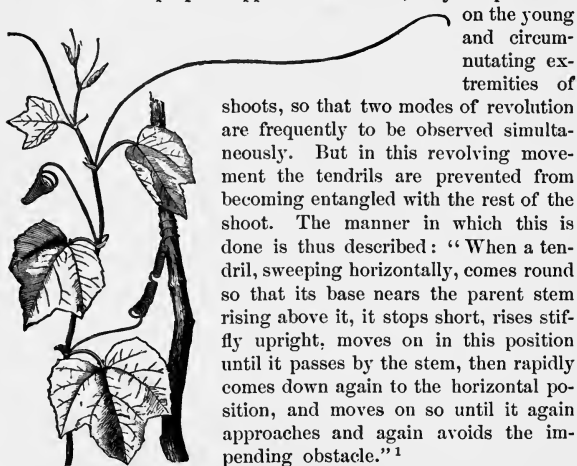 on the young
and circum-
nutating ex-
tremities of
shoots, so that two modes of revolution
are frequently to be observed simulta-
neously. But in this revolving move-
ment the tendrils are prevented from
becoming entangled with the rest of the
shoot. The manner in which this is
done is thus described: “When a ten-
dril, sweeping horizontally, comes round
so that its base nears the parent stem
rising above it, it stops short, rises stif-
fly upright, moves on in this position
until it passes by the stem, then rapidly
comes down again to the horizontal po-
sition, and moves on so until it again
approaches and again avoids the im-
pending obstacle.” 1